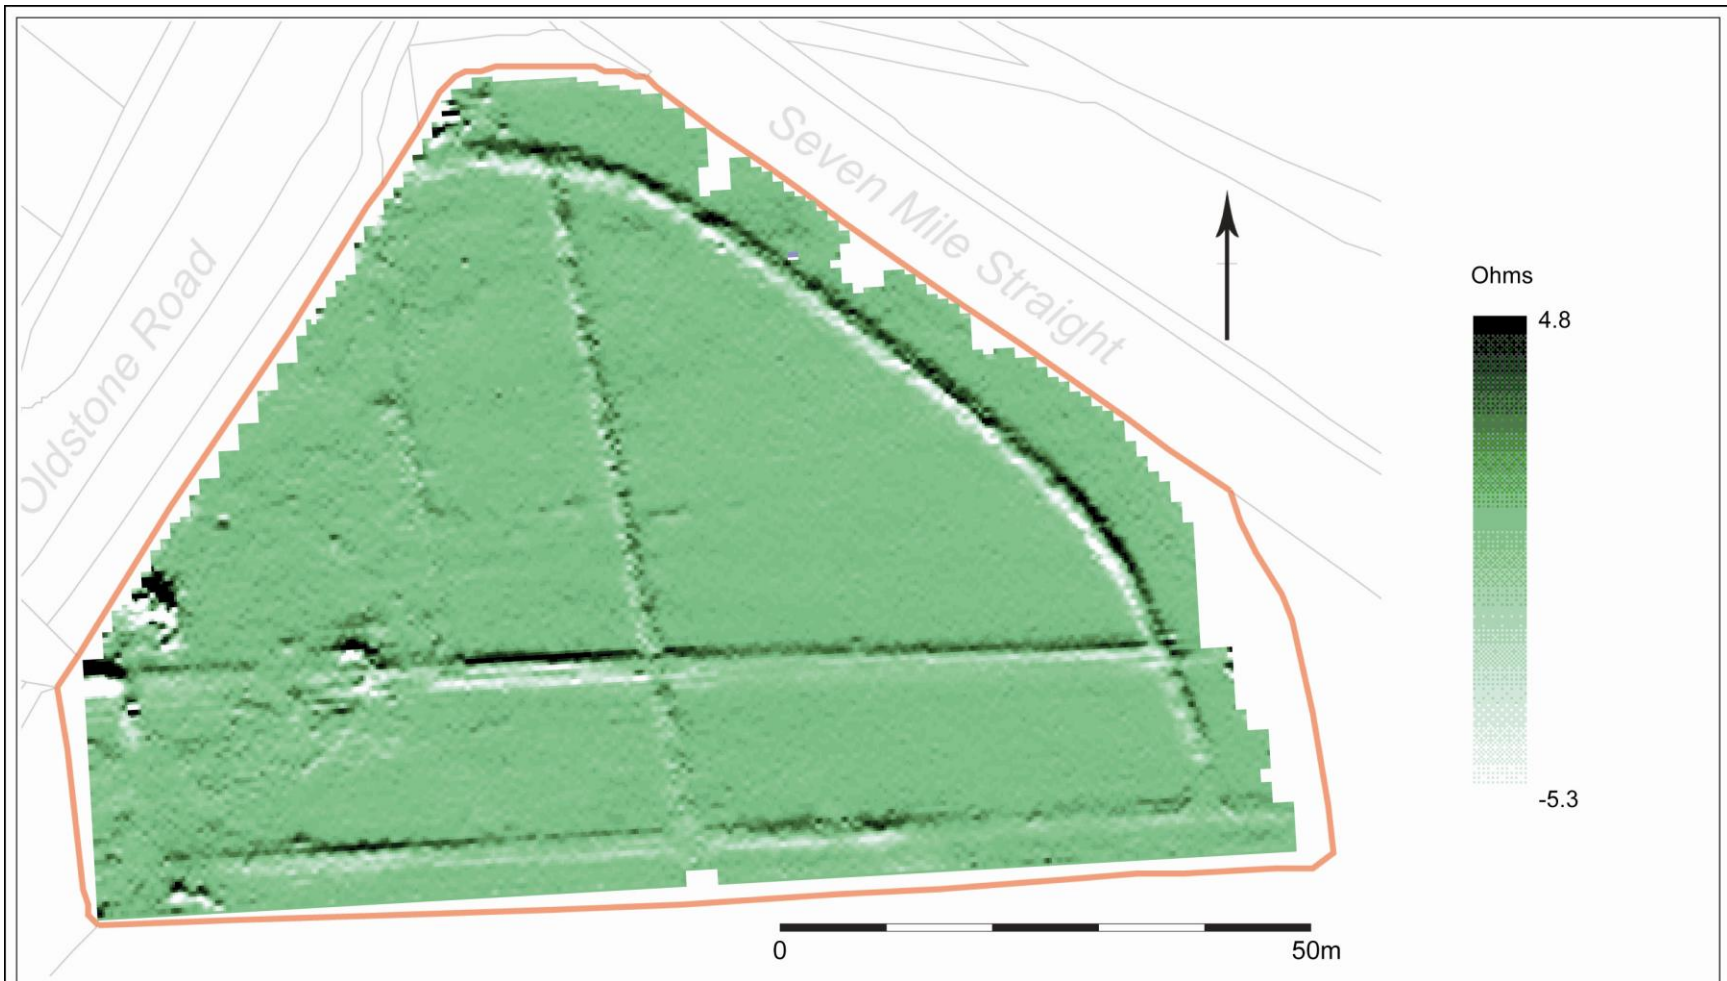 Seven Mile Straight
Oldstone Road
Ohms
4.8
-5.3
0
50m